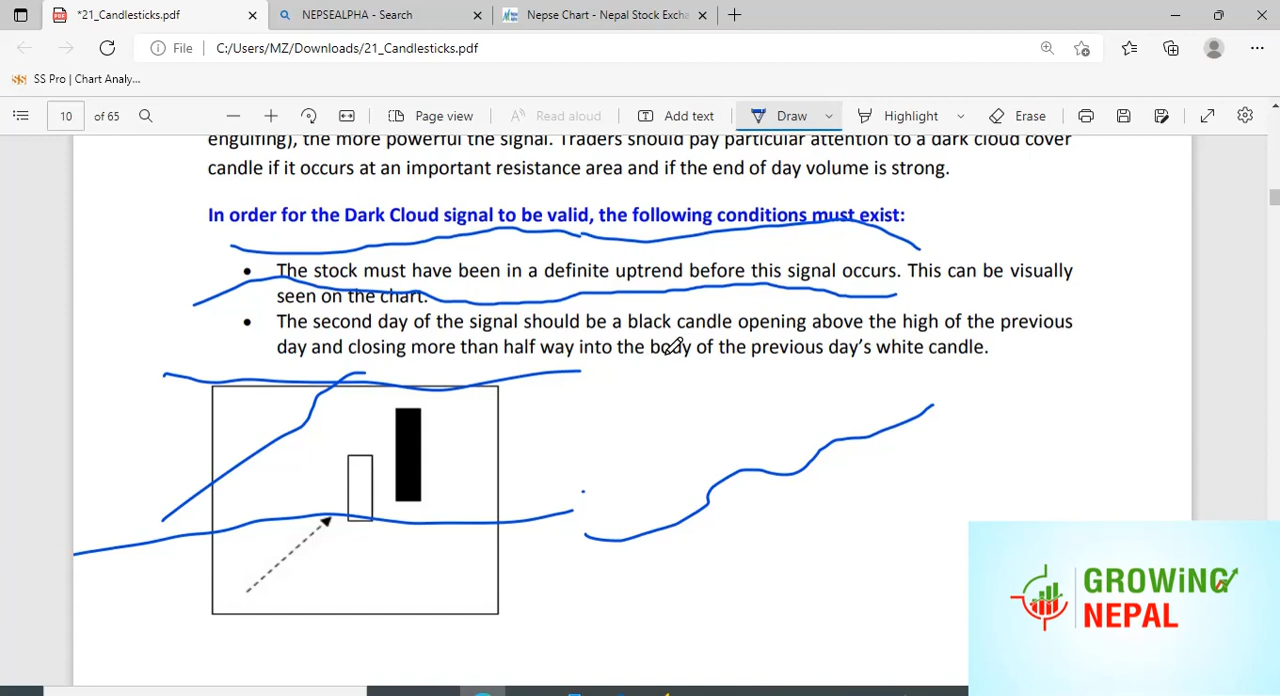 *21_Candlesticks.pdf
NEPSEALPHA - Search
Nepse Chart - Nepal Stock Excha
File
C:/Users/MZ/Downloads/21_Candlesticks.pdf
SS Pro | Chart Analy...
10 of 65
Page view
Read aloud
Add text
Draw
Highlight
Erase
engulfing), the more powerful the signal. Traders should pay particular attention to a dark cloud cover
candle if it occurs at an important resistance area and if the end of day volume is strong.
In order for the Dark Cloud signal to be valid, the following conditions must exist:
• The stock must have been in a definite uptrend before this signal occurs. This can be visually
seen on the chart.
• The second day of the signal should be a black candle opening above the high of the previous
day and closing more than half way into the body of the previous day's white candle.
GROWiNG
NEPAL